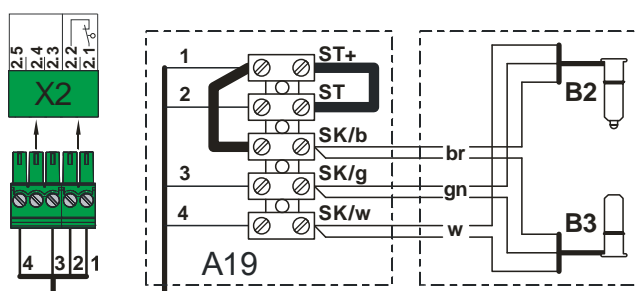 2.5
2.4
2.3
2.2
2.1
X2
4 3 2 1
1
2
3
4
ST+
ST
SK/b
SK/g
SK/w
A19
br
gn
w
B2
B3